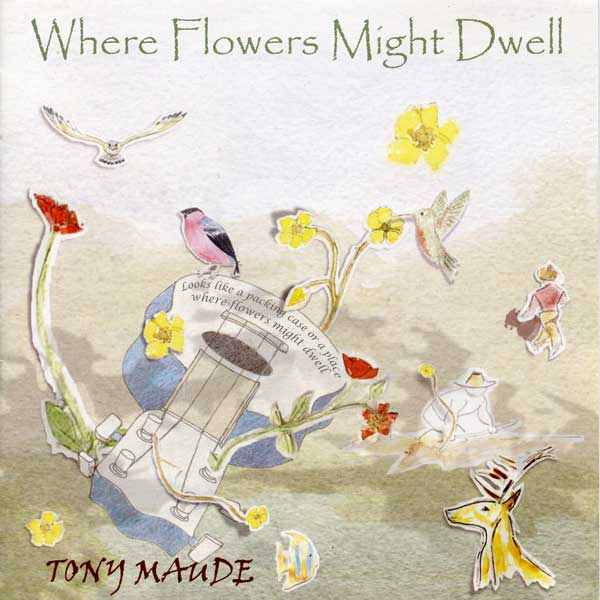 Where Flowers Might Dwell
Looks like a packing case or a place
where flowers might dwell
TONY MAUDE